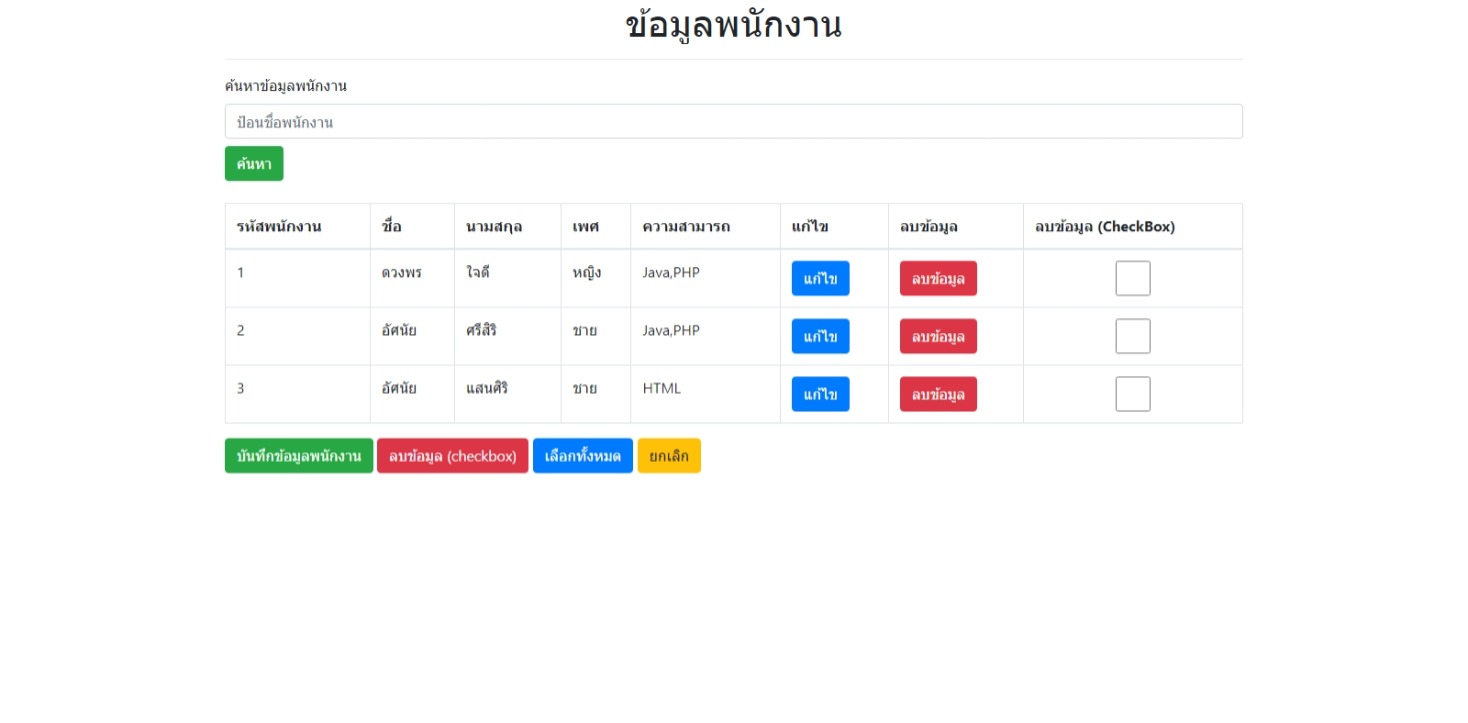 ข้อมูลพนักงาน
ค้นหาข้อมูลพนักงาน
ป้อนชื่อพนักงาน
ค้นหา
รหัสพนักงาน ชื่อ นามสกุล เพศ ความสามารถ แก้ไข ลบข้อมูล ลบข้อมูล (CheckBox)
1 ดวงพร ใจดี หญิง Java,PHP แก้ไข ลบข้อมูล
2 อัศนัย ศรีสิริ ชาย Java,PHP แก้ไข ลบข้อมูล
3 อัศนัย แสนศิริ ชาย HTML แก้ไข ลบข้อมูล
บันทึกข้อมูลพนักงาน ลบข้อมูล (checkbox) เลือกทั้งหมด ยกเลิก